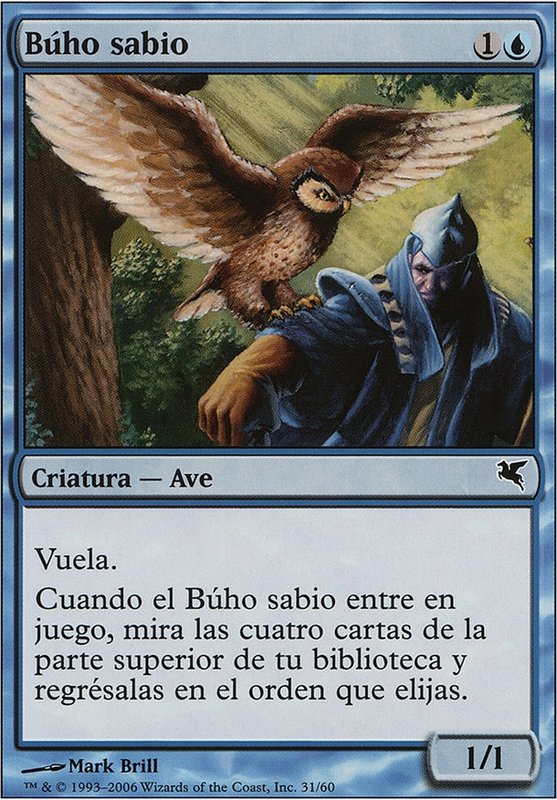 Búho sabio
1
Criatura — Ave
Vuela.
Cuando el Búho sabio entre en
juego, mira las cuatro cartas de la
parte superior de tu biblioteca y
regrésalas en el orden que elijas.
1/1
Mark Brill
™ & © 1993–2006 Wizards of the Coast, Inc. 31/60